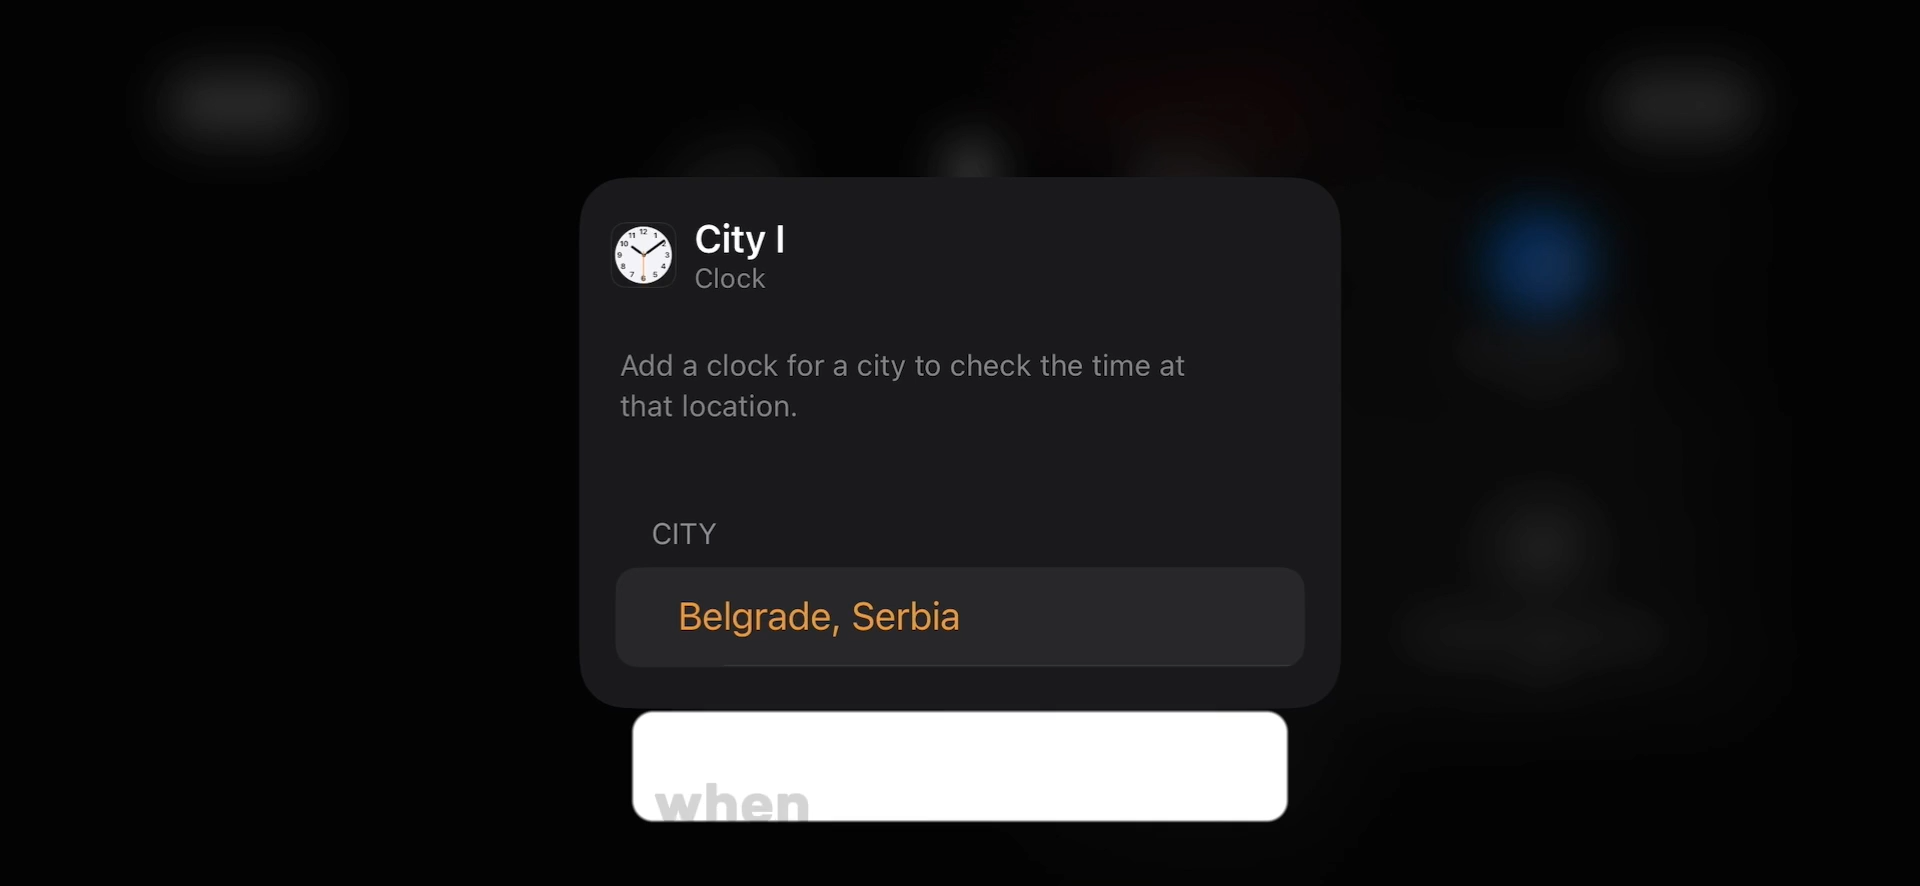 City I
Clock
Add a clock for a city to check the time at
that location.
CITY
Belgrade, Serbia
when